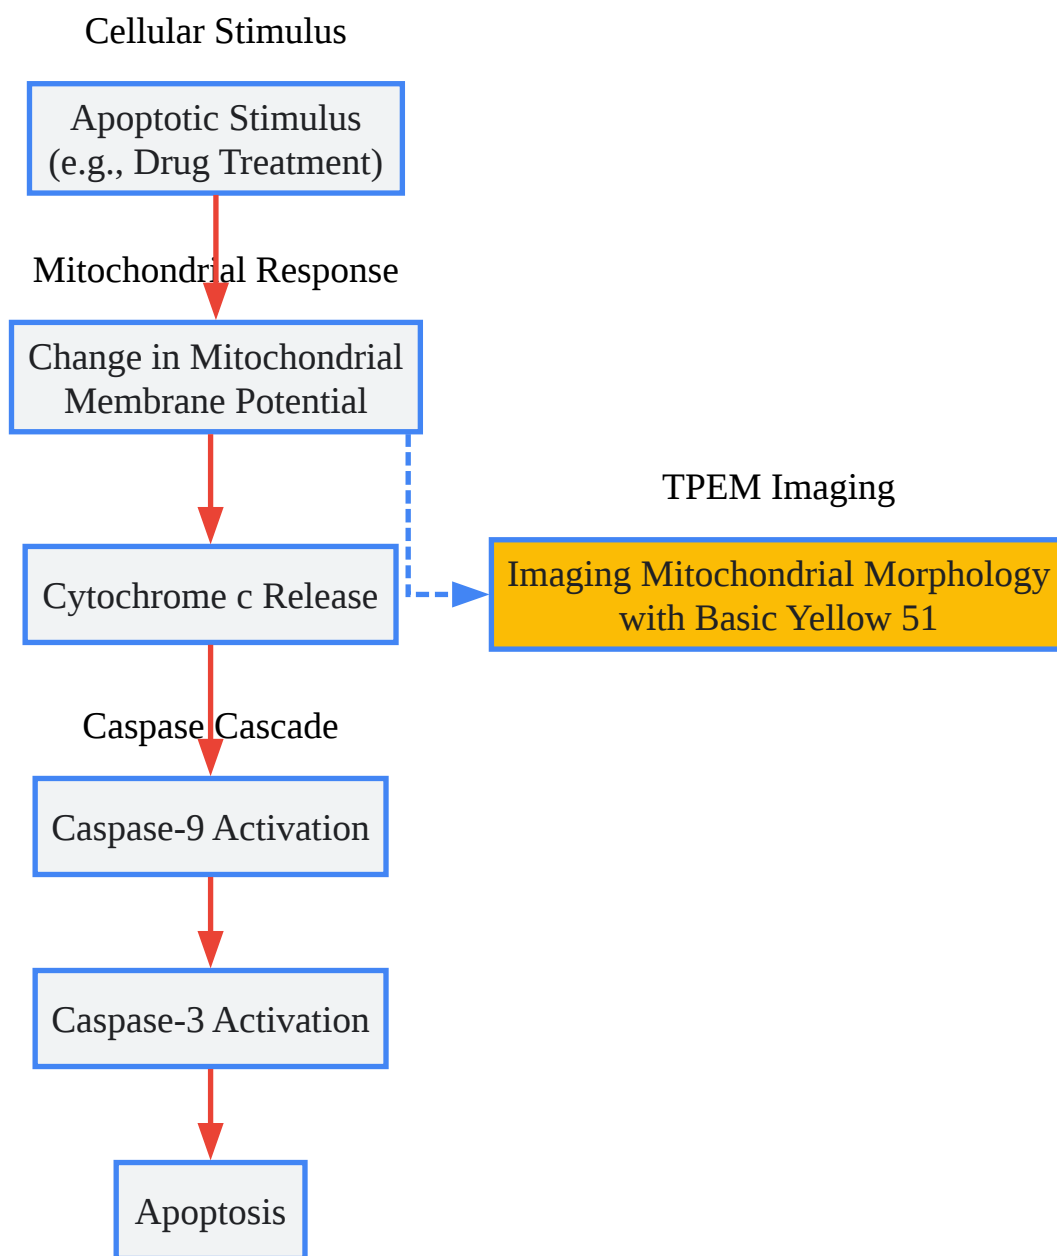 Cellular Stimulus
Apoptotic Stimulus
(e.g., Drug Treatment)
Mitochondrial Response
Change in Mitochondrial
Membrane Potential
TPEM Imaging
Imaging Mitochondrial Morphology
with Basic Yellow 51
Cytochrome c Release
Caspase Cascade
Caspase-9 Activation
Caspase-3 Activation
Apoptosis